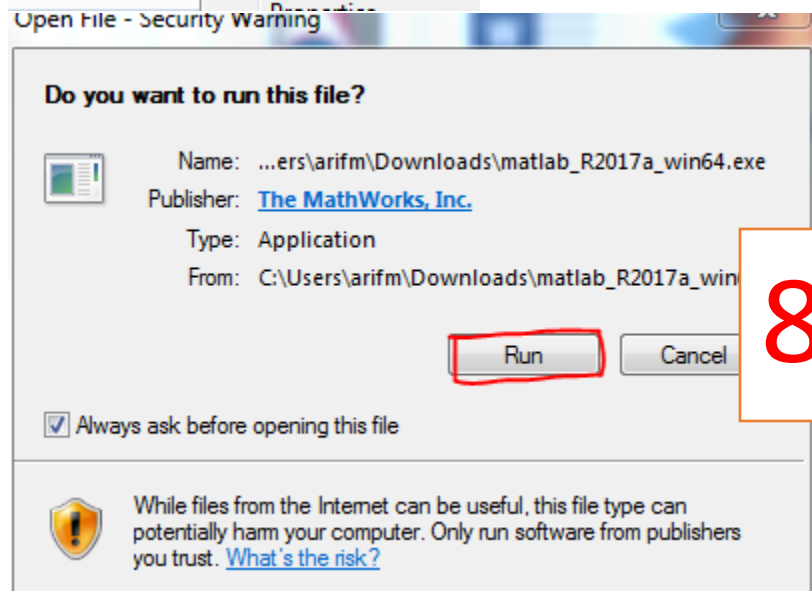 Properties
Open File - Security Warning
Do you want to run this file?
Name: ...ers\arifm\Downloads\matlab_R2017a_win64.exe
Publisher: The MathWorks, Inc.
Type: Application
From: C:\Users\arifm\Downloads\matlab_R2017a_win
8
Run Cancel
Always ask before opening this file
While files from the Internet can be useful, this file type can
potentially harm your computer. Only run software from publishers
you trust. What's the risk?